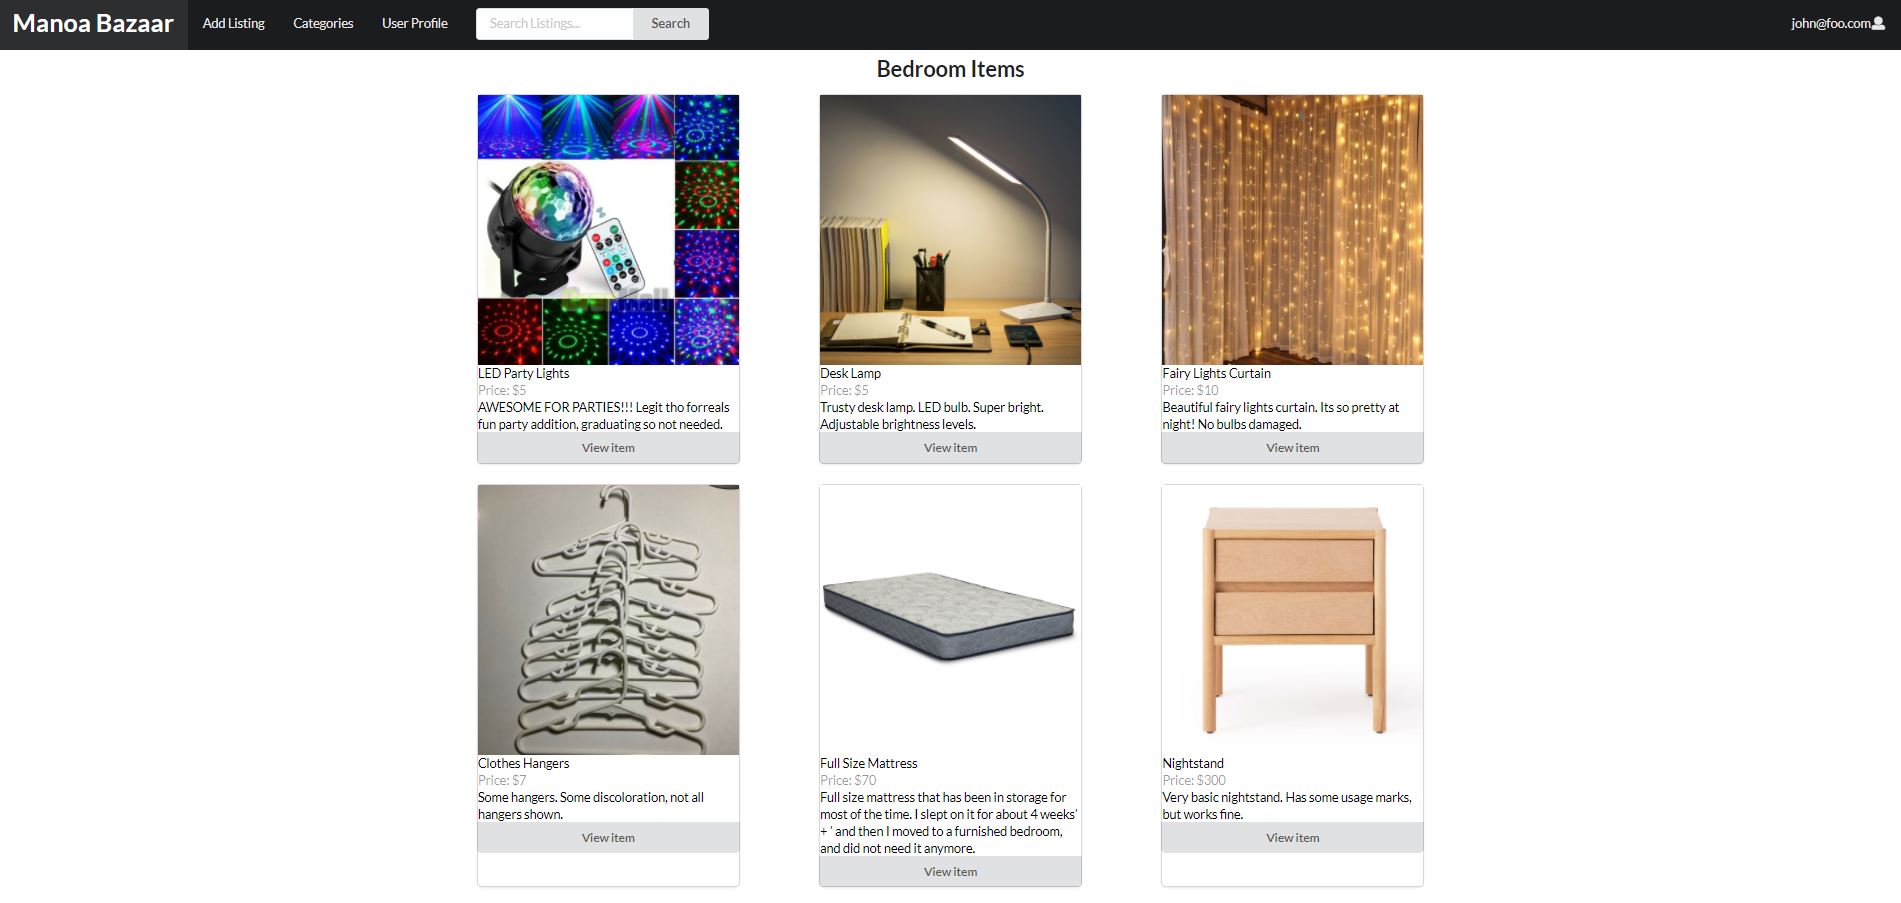 Manoa Bazaar Add Listing Categories User Profile Search Listings... Search john@foo.com
Bedroom Items
LED Party Lights
Price: $5
AWESOME FOR PARTIES!!! Legit tho forreals
fun party addition, graduating so not needed.
View item
Desk Lamp
Price: $5
Trusty desk lamp. LED bulb. Super bright.
Adjustable brightness levels.
View item
Fairy Lights Curtain
Price: $10
Beautiful fairy lights curtain. Its so pretty at
night! No bulbs damaged.
View item
Clothes Hangers
Price: $7
Some hangers. Some discoloration, not all
hangers shown.
View item
Full Size Mattress
Price: $70
Full size mattress that has been in storage for
most of the time. I slept on it for about 4 weeks'
+ ' and then I moved to a furnished bedroom,
and did not need it anymore.
View item
Nightstand
Price: $300
Very basic nightstand. Has some usage marks,
but works fine.
View item